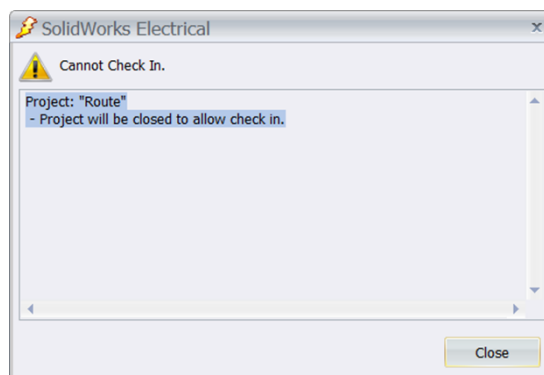 SolidWorks Electrical
Cannot Check In.
Project: "Route"
- Project will be closed to allow check in.
Close